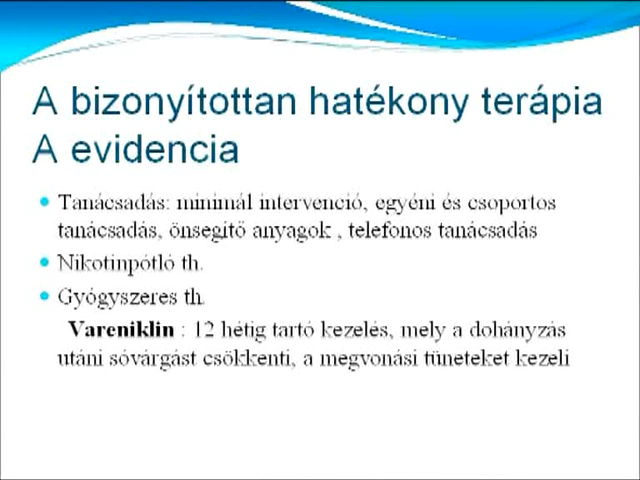 A bizonyítottan hatékony terápia
A evidencia
Tanácsadás: minimál intervenció, egyéni és csoportos
tanácsadás, önsegítő anyagok , telefonos tanácsadás
Nikotinpótló th.
Gyógyszeres th.
Vareniklin : 12 hétig tartó kezelés, mely a dohányzás
utáni sóvárgást csökkenti, a megvonási tüneteket kezeli